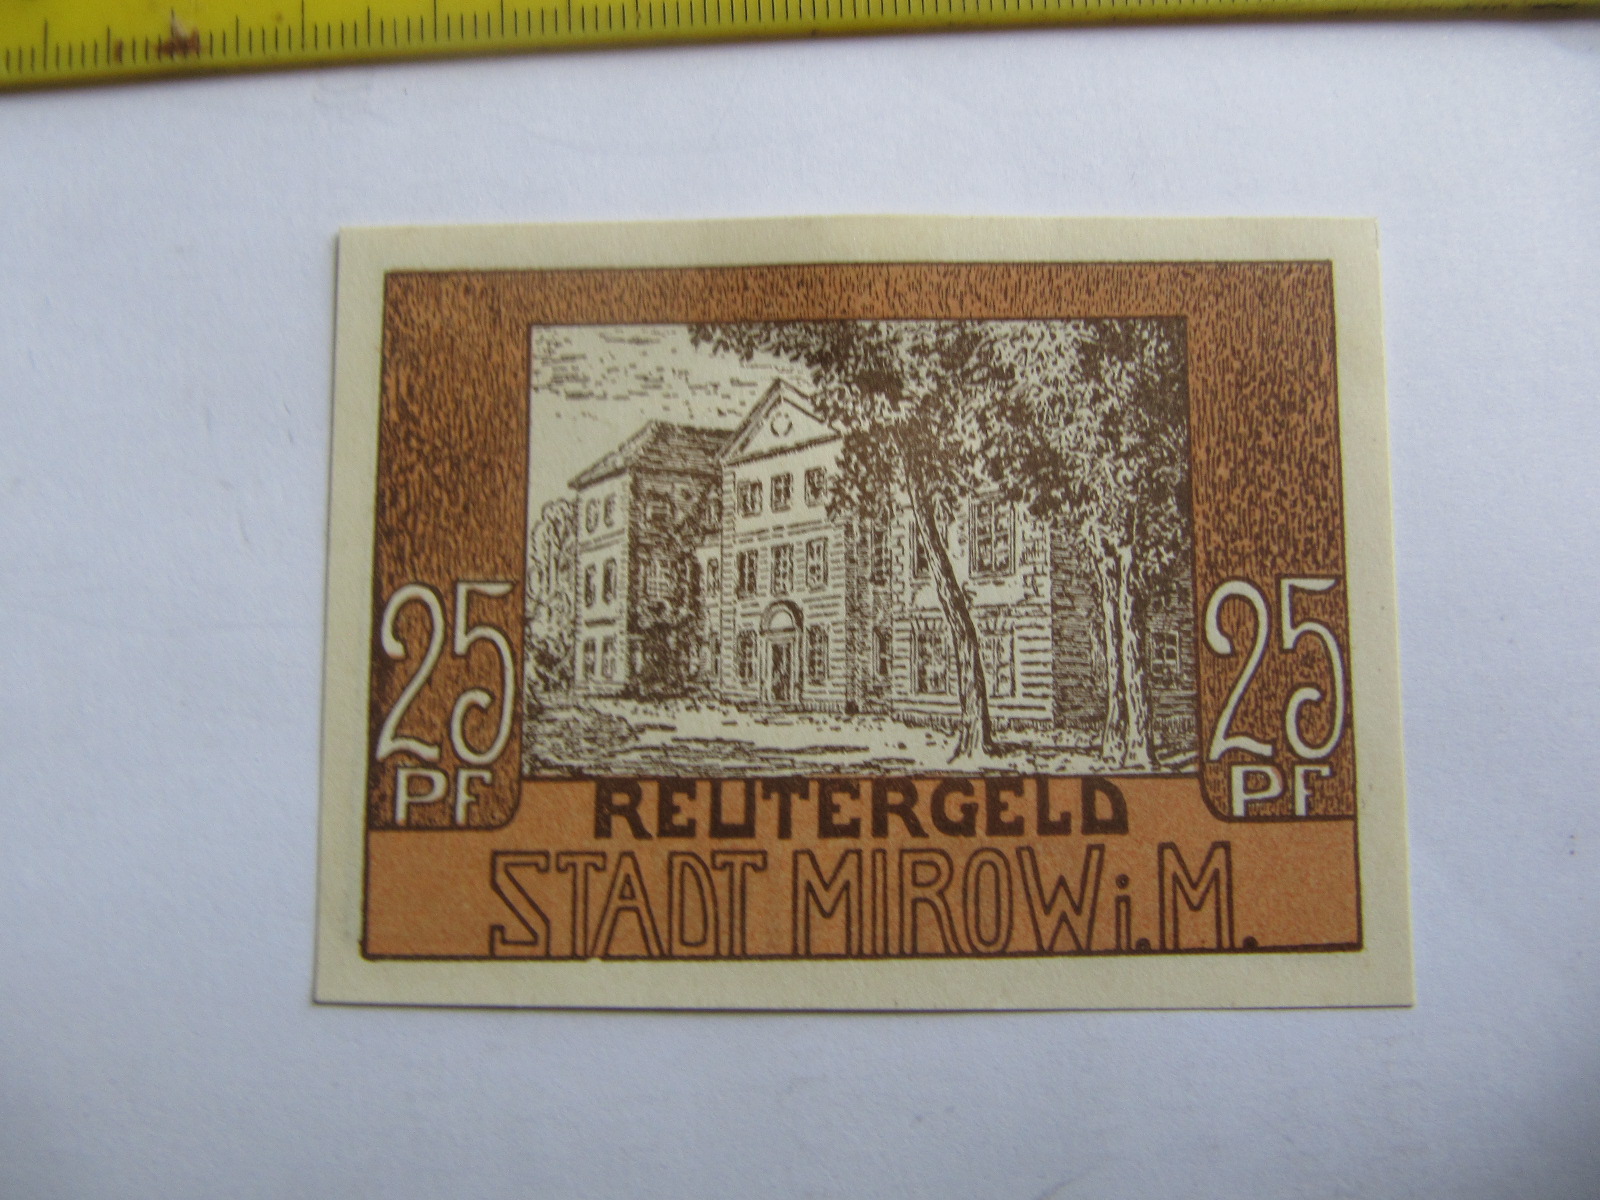 25 25
PF PF
REUTERGELD
STADT MIROW i. M.